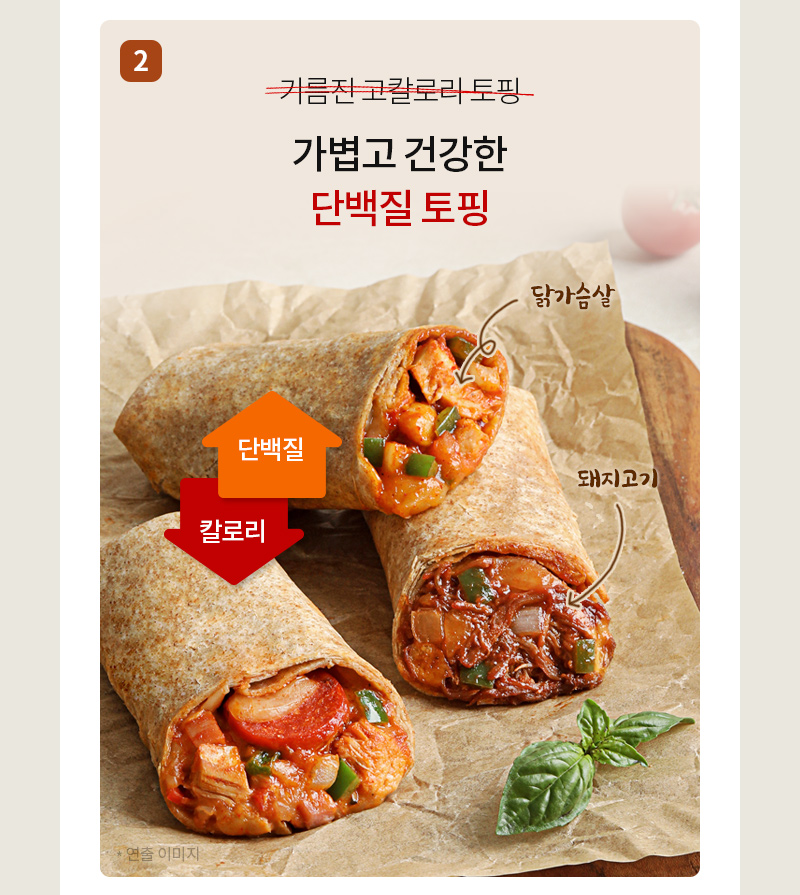 2
기름진 고칼로리 토핑
가볍고 건강한
단백질 토핑
닭가슴살
단백질
돼지고기
칼로리
* 연출 이미지